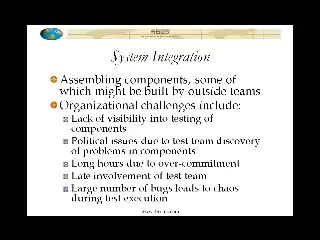 System Integration
Assembling components, some of
which might be built by outside teams
Organizational challenges include:
Lack of visibility into testing of
components
Political issues due to test team discovery
of problems in components
Long hours due to over-commitment
Late involvement of test team
Large number of bugs leads to chaos
during test execution